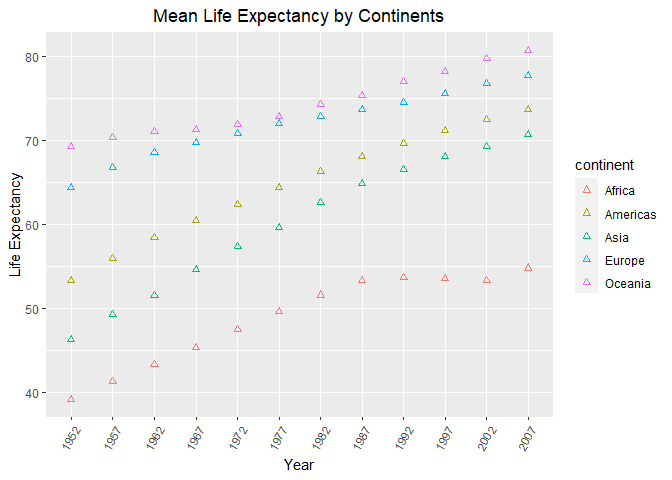 Mean Life Expectancy by Continents
Life Expectancy
80
70
60
50
40
1952
1957
1962
1967
1972
1977
1982
1987
1992
1997
2002
2007
Year
continent
Africa
Americas
Asia
Europe
Oceania